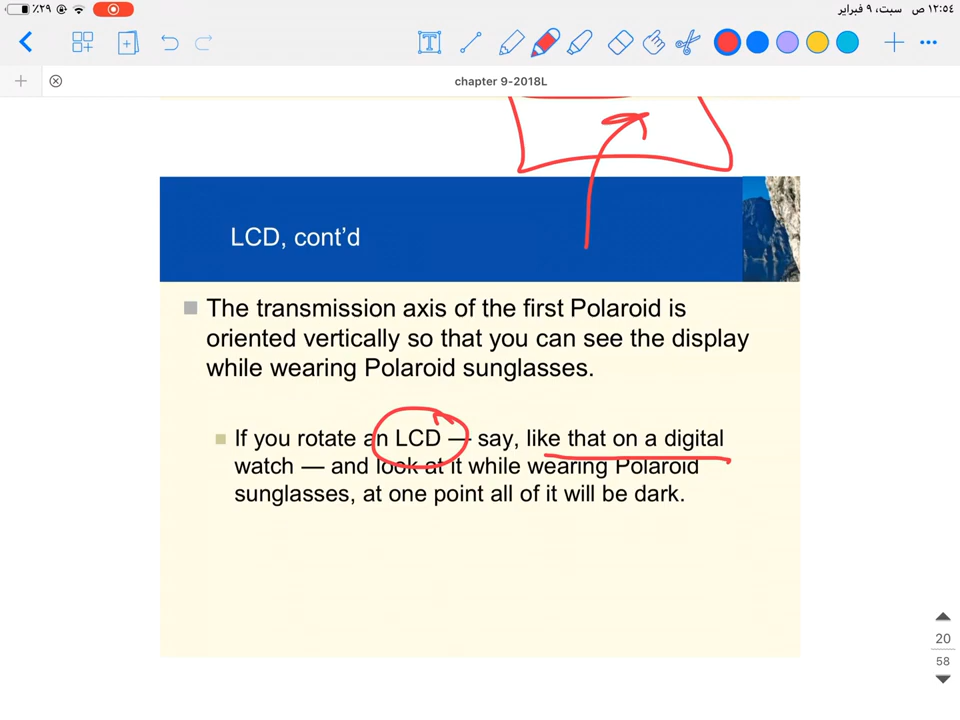 ٪٢٩
١٢:٥٤ ص سبت، ٩ فبراير
chapter 9-2018L
LCD, cont’d
The transmission axis of the first Polaroid is
oriented vertically so that you can see the display
while wearing Polaroid sunglasses.
If you rotate an LCD — say, like that on a digital
watch — and look at it while wearing Polaroid
sunglasses, at one point all of it will be dark.
20
58